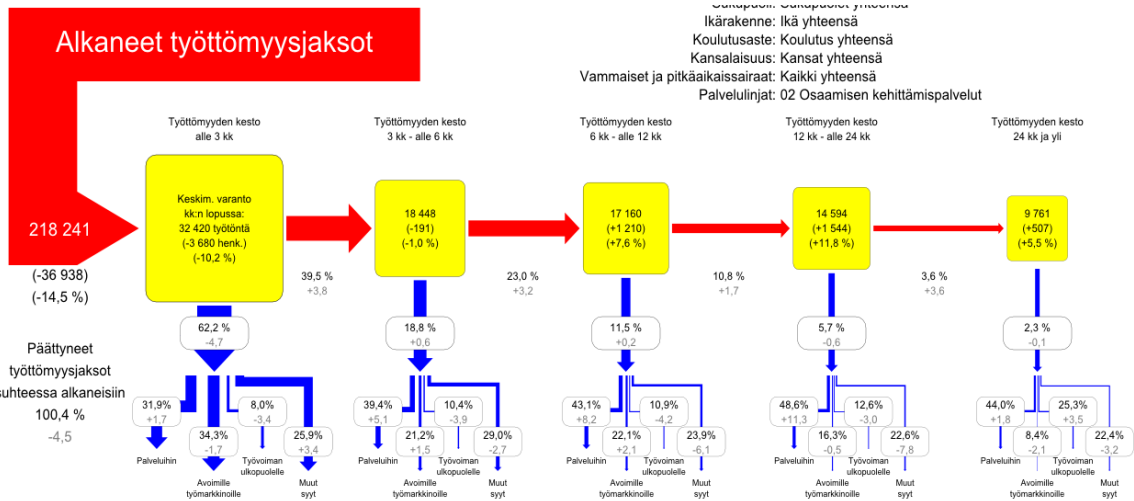 Sukupuoli: Sukupuolet yhteensä
Ikärakenne: Ikä yhteensä
Koulutusaste: Koulutus yhteensä
Kansalaisuus: Kansat yhteensä
Vammaiset ja pitkäaikaissairaat: Kaikki yhteensä
Palvelulinjat: 02 Osaamisen kehittämispalvelut
Alkaneet työttömyysjaksot
218 241
(-36 938)
(-14,5 %)
Työttömyyden kesto
alle 3 kk
Työttömyyden kesto
3 kk - alle 6 kk
Työttömyyden kesto
6 kk - alle 12 kk
Työttömyyden kesto
12 kk - alle 24 kk
Työttömyyden kesto
24 kk ja yli
Keskim. varanto
kk:n lopussa:
32 420 työtöntä
(-3 680 henk.)
(-10,2 %)
18 448
(-191)
(-1,0 %)
17 160
(+1 210)
(+7,6 %)
14 594
(+1 544)
(+11,8 %)
9 761
(+507)
(+5,5 %)
39,5 %
+3,8
23,0 %
+3,2
10,8 %
+1,7
3,6 %
+3,6
62,2 %
-4,7
18,8 %
+0,6
11,5 %
+0,2
5,7 %
-0,6
2,3 %
-0,1
Päättyneet
työttömyysjaksot
suhteessa alkaneisiin
100,4 %
-4,5
31,9%
+1,7
Palveluihin
34,3%
-1,7
Avoimille
työmarkkinoille
8,0%
-3,4
Työvoiman
ulkopuolelle
25,9%
+3,4
Muut
syyt
39,4%
+5,1
Palveluihin
21,2%
+1,5
Avoimille
työmarkkinoille
10,4%
-3,9
Työvoiman
ulkopuolelle
29,0%
-2,7
Muut
syyt
43,1%
+8,2
Palveluihin
22,1%
+2,1
Avoimille
työmarkkinoille
10,9%
-4,2
Työvoiman
ulkopuolelle
23,9%
-6,1
Muut
syyt
48,6%
+11,3
Palveluihin
16,3%
-0,5
Avoimille
työmarkkinoille
12,6%
-3,0
Työvoiman
ulkopuolelle
22,6%
-7,8
Muut
syyt
44,0%
+1,8
Palveluihin
8,4%
-2,1
Avoimille
työmarkkinoille
25,3%
+3,5
Työvoiman
ulkopuolelle
22,4%
-3,2
Muut
syyt